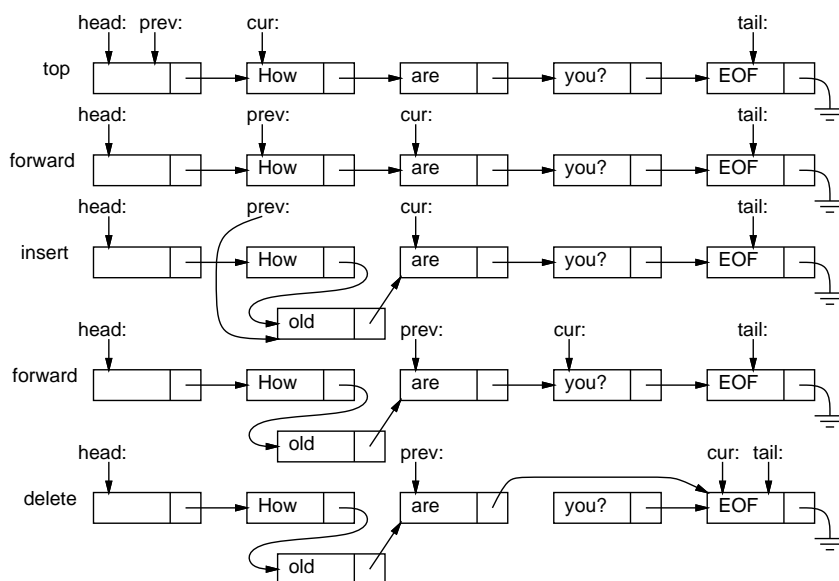 head: prev: cur: tail:
top How are you? EOF
head: prev: cur: tail:
forward How are you? EOF
head: prev: cur: tail:
insert How are you? EOF
old
head: prev: cur: tail:
forward How are you? EOF
old
head: prev: cur: tail:
delete How are you? EOF
old